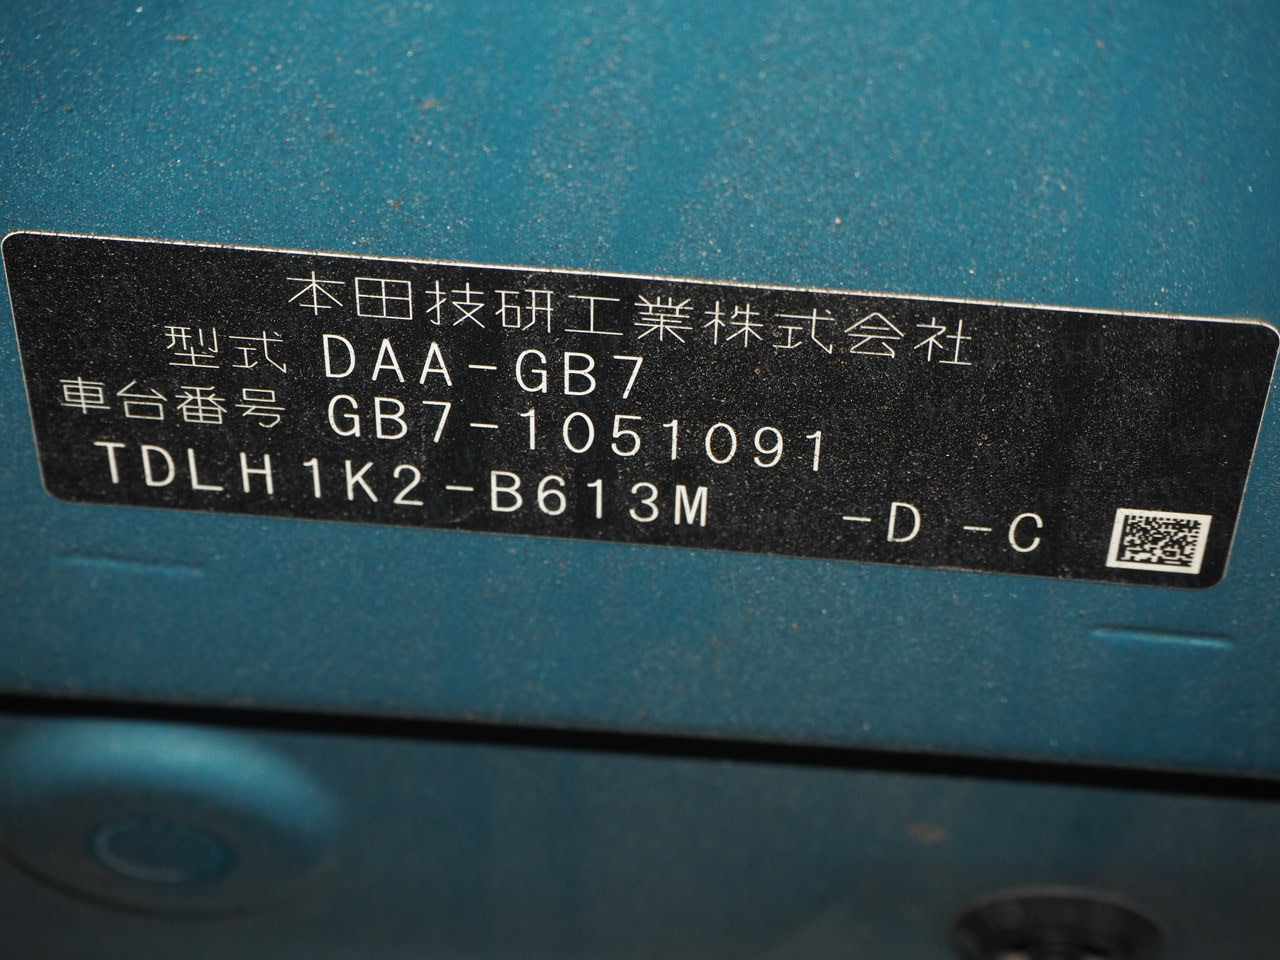 本田技研工業株式会社
型式 DAA-GB7
車台番号 GB7-1051091
TDLH1K2-B613M -D -C